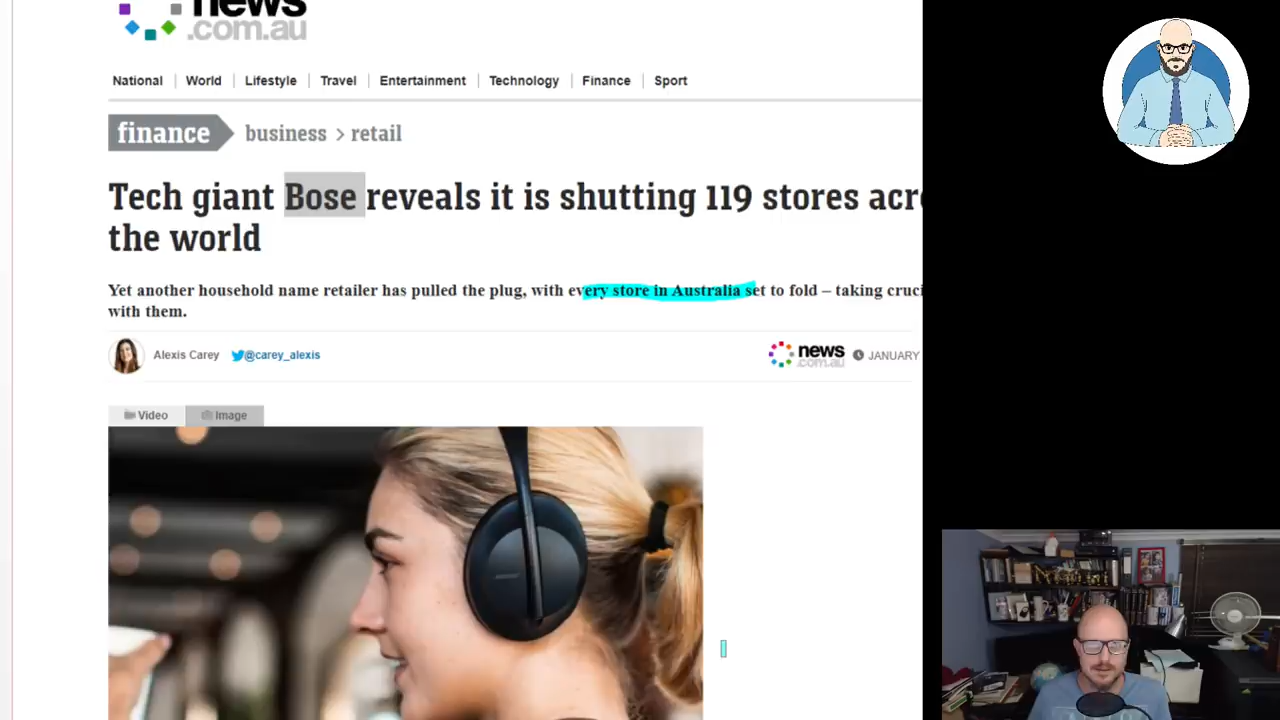 news
.com.au
National
World
Lifestyle
Travel
Entertainment
Technology
Finance
Sport
finance
business > retail
Tech giant Bose reveals it is shutting 119 stores acr
the world
Yet another household name retailer has pulled the plug, with every store in Australia set to fold – taking cruci
with them.
Alexis Carey
@carey_alexis
news
.com.au
JANUARY
Video
Image